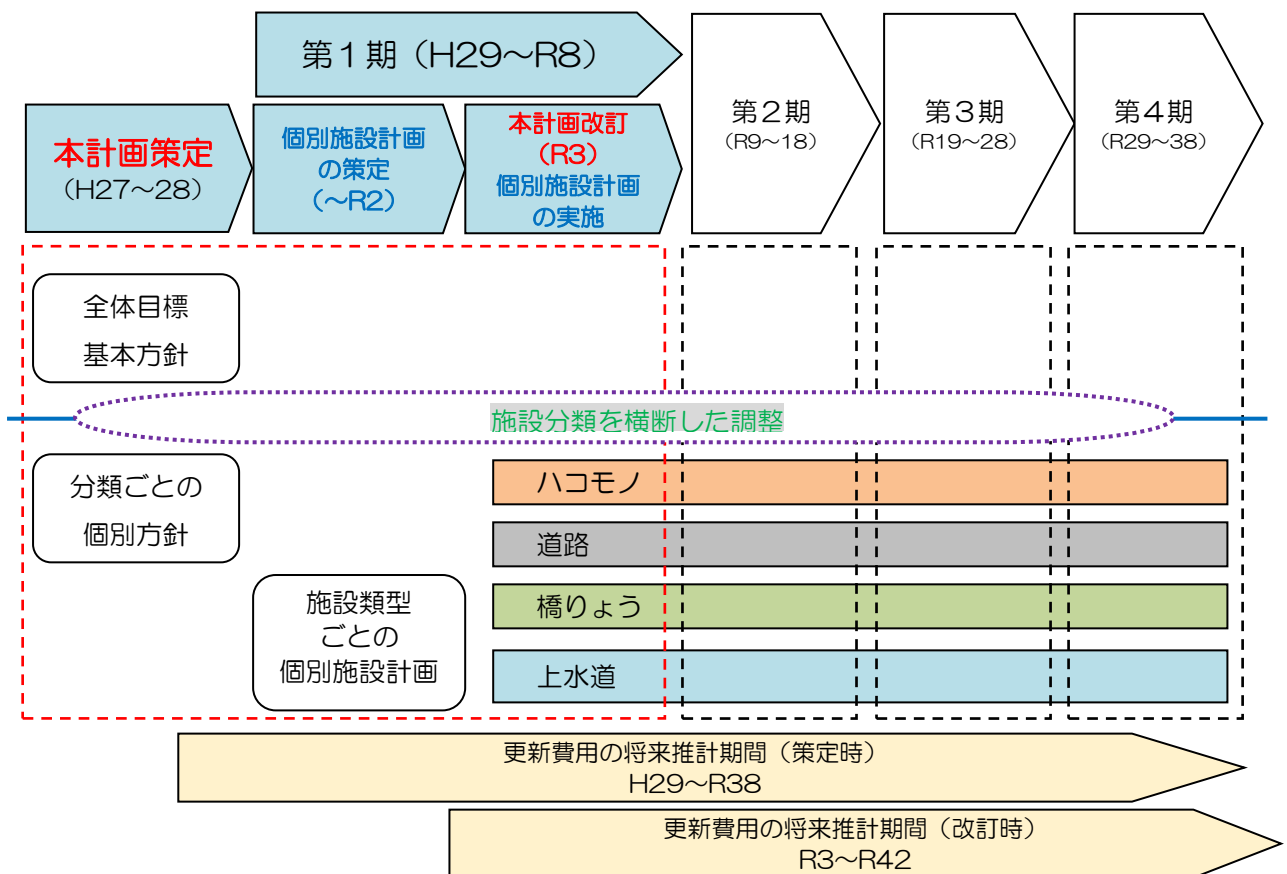 第１期（H29～R8）
第２期
（R9～18）
第３期
（R19～28）
第４期
（R29～38）
本計画策定
（H27～28）
個別施設計画
の策定
（～R2）
本計画改訂
（R3）
個別施設計画
の実施
全体目標
基本方針
施設分類を横断した調整
分類ごとの
個別方針
ハコモノ
道路
施設類型
ごとの
個別施設計画
橋りょう
上水道
更新費用の将来推計期間（策定時）
H29～R38
更新費用の将来推計期間（改訂時）
R3～R42